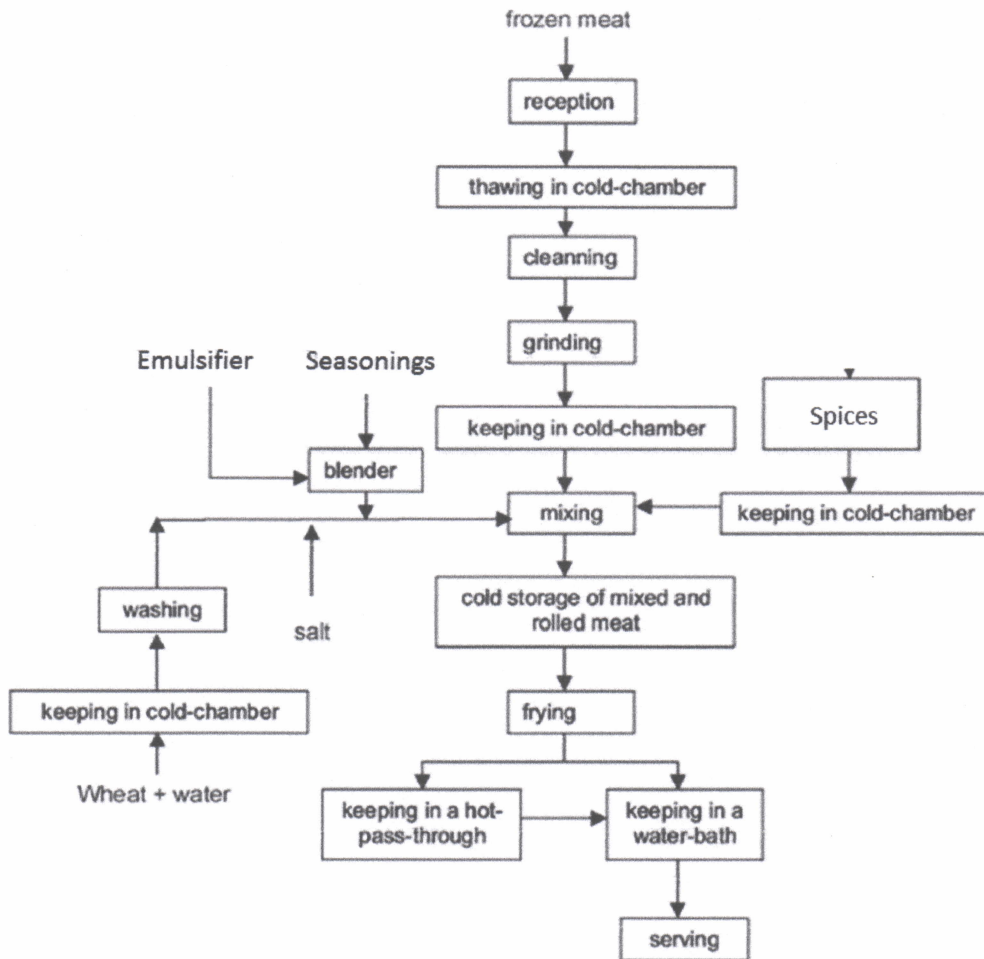 frozen meat
reception
thawing in cold-chamber
cleanning
grinding
Emulsifier
Seasonings
keeping in cold-chamber
Spices
blender
mixing
keeping in cold-chamber
washing
salt
cold storage of mixed and
rolled meat
keeping in cold-chamber
frying
Wheat + water
keeping in a hot-
pass-through
keeping in a
water-bath
serving